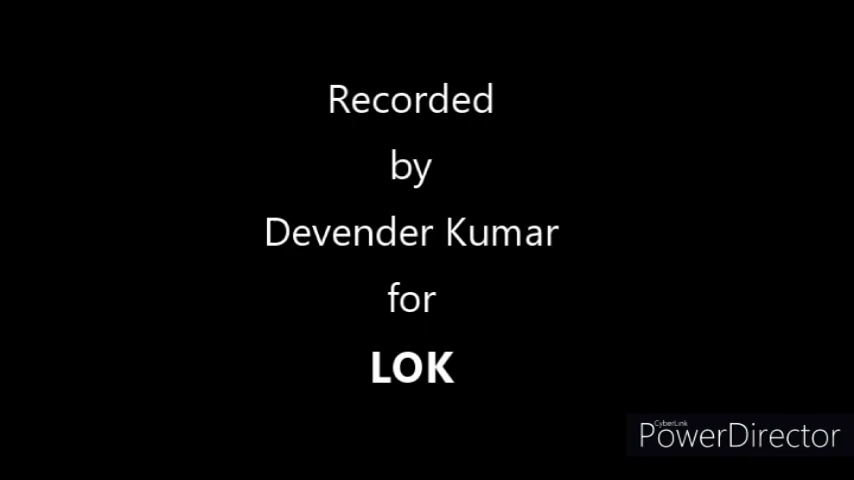 Recorded
by
Devender Kumar
for
LOK
CyberLink
PowerDirector